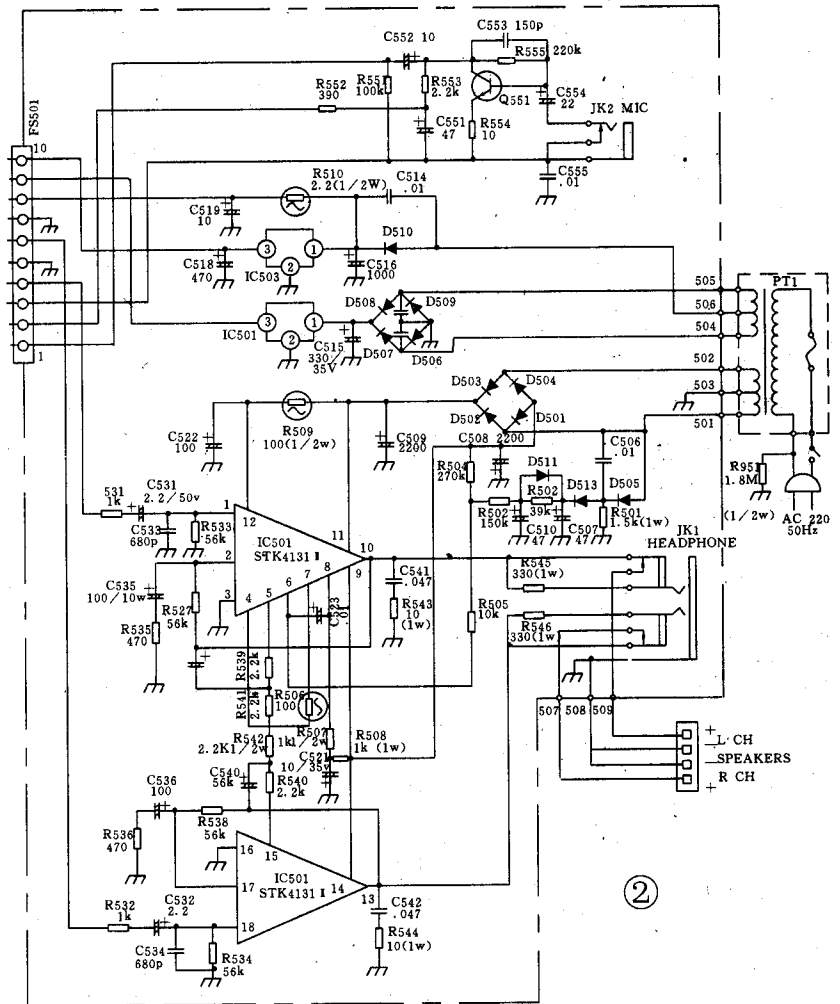 C553 150p
C552 10
R555
220k
R552
390
R551
100k
R553
2.2k
Q551
C554
22
JK2 MIC
FS501
C551
47
R554
10
10
C555
.01
R510
2.2(1/2W)
C514
.01
C519
10
D510
C518
470
3
1
2
IC503
C516
1000
505
PT1
506
D508
D509
504
3
1
2
IC501
C515
330/
35V
D507
D506
1
502
D503
D504
503
D502
D501
501
R509
100(1/2w)
C522
100
C509
2200
C508 2200
C506
.01
R504
270k
D511
R951
1.8M
(1/2w)
531
1k
C531
2.2/50v
R502
39k
D513
D505
R502
150k
C510
47
C507
47
R501
1.5k(1w)
AC 220
50Hz
C533
680p
R533
56k
1
12
11
10
JK1
HEADPHONE
IC501
STK4131 II
2
9
3
4
5
6
7
8
C541
.047
R545
330(1w)
C535
100/10w
R527
56k
C523
.01
R543
10
(1w)
R505
10k
R546
330(1w)
R535
470
R539
2.2k
R541
2.2k
R506
100
507
508
509
R542
2.2K1/2w
R507
1k1/2w
R508
1k (1w)
+
L CH
—
—SPEAKERS
R CH
+
C521
10/35v
C540
56k
R540
2.2k
C536
100
R538
56k
R536
470
16
15
IC501
STK4131 II
14
17
13
18
C542
.047
R532
1k
C532
2.2
R544
10(1w)
C534
680p
R534
56k
②